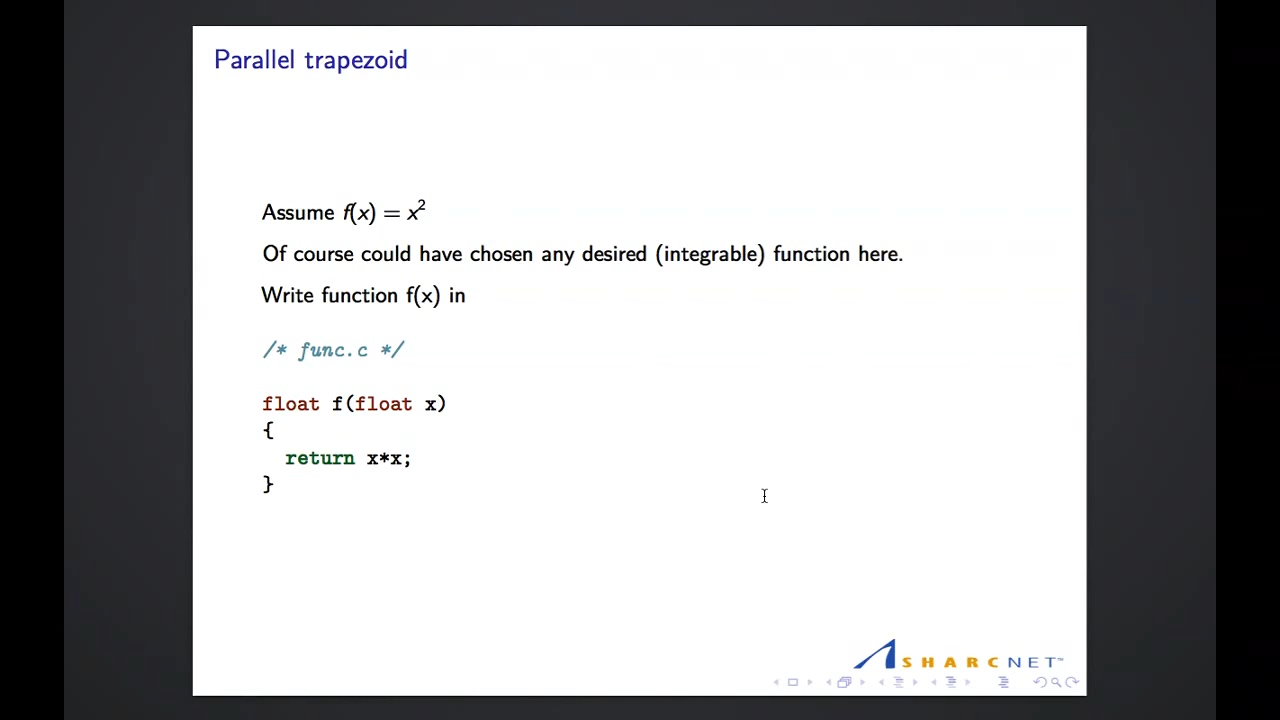 Parallel trapezoid
Assume f(x) = x²
Of course could have chosen any desired (integrable) function here.
Write function f(x) in
/* func.c */
float f(float x)
{
  return x*x;
}
SHARCNET™